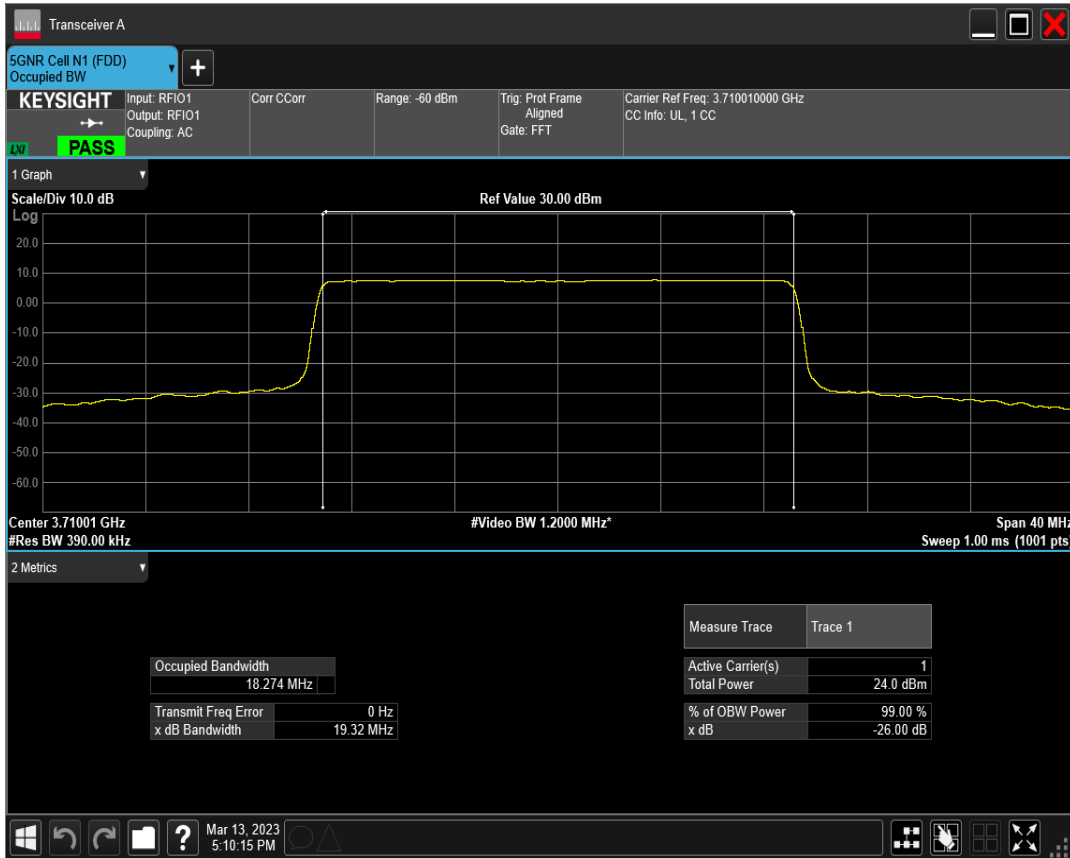 Transceiver A
5GNR Cell N1 (FDD)
Occupied BW
+
KEYSIGHT
LXI
PASS
Input: RFIO1
Output: RFIO1
Coupling: AC
Corr CCorr
Range: -60 dBm
Trig: Prot Frame
Aligned
Gate: FFT
Carrier Ref Freq: 3.710010000 GHz
CC Info: UL, 1 CC
1 Graph
Scale/Div 10.0 dB
Ref Value 30.00 dBm
Log
20.0
10.0
0.00
-10.0
-20.0
-30.0
-40.0
-50.0
-60.0
Center 3.71001 GHz
#Video BW 1.2000 MHz*
Span 40 MHz
#Res BW 390.00 kHz
Sweep 1.00 ms (1001 pts)
2 Metrics
Measure Trace Trace 1
Occupied Bandwidth
18.274 MHz
Active Carrier(s) 1
Total Power 24.0 dBm
Transmit Freq Error 0 Hz
x dB Bandwidth 19.32 MHz
% of OBW Power 99.00 %
x dB -26.00 dB
?
Mar 13, 2023
5:10:15 PM